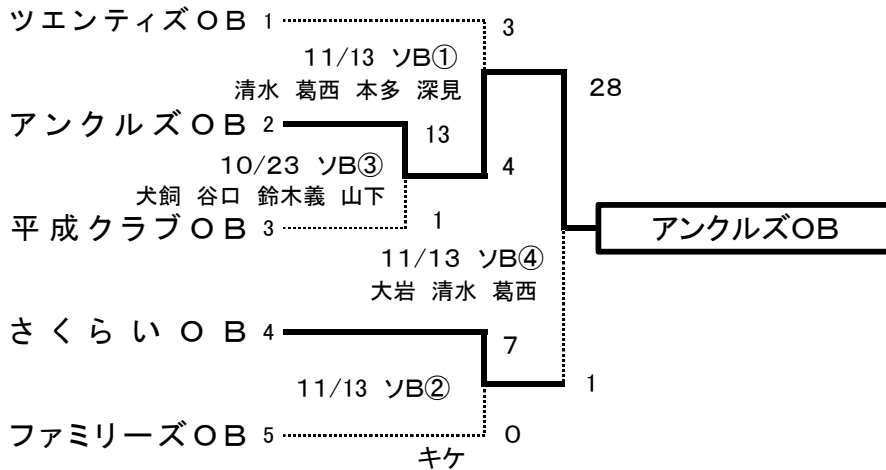 ツエンティズOB 1
3
11/13 ソB①
清水 葛西 本多 深見
28
アンクルズOB 2
13
10/23 ソB③
4
犬飼 谷口 鈴木義 山下
平成クラブOB 3
1
アンクルズOB
11/13 ソB④
大岩 清水 葛西
さくらいOB 4
7
11/13 ソB②
1
ファミリーズOB 5
0
キケ